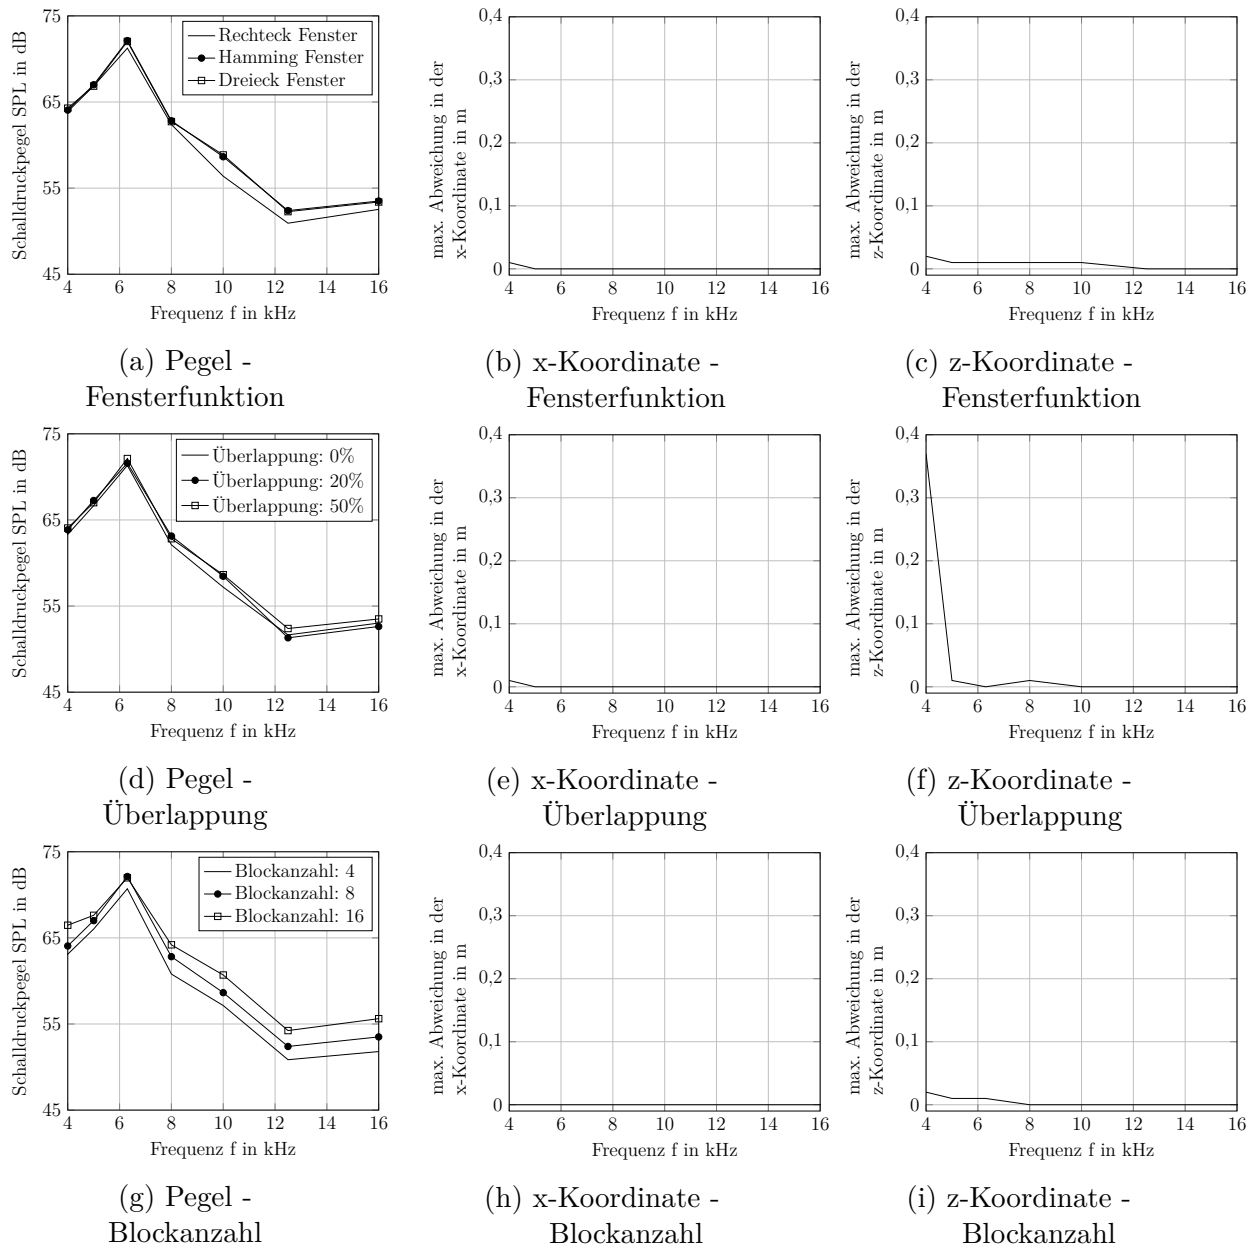 Schalldruckpegel SPL in dB
75
65
55
45
4 6 8 10 12 14 16
Frequenz f in kHz
Rechteck Fenster
Hamming Fenster
Dreieck Fenster
(a) Pegel -
Fensterfunktion
max. Abweichung in der
x-Koordinate in m
0,4
0,3
0,2
0,1
0
4 6 8 10 12 14 16
Frequenz f in kHz
(b) x-Koordinate -
Fensterfunktion
max. Abweichung in der
z-Koordinate in m
0,4
0,3
0,2
0,1
0
4 6 8 10 12 14 16
Frequenz f in kHz
(c) z-Koordinate -
Fensterfunktion
Schalldruckpegel SPL in dB
75
65
55
45
4 6 8 10 12 14 16
Frequenz f in kHz
Überlappung: 0%
Überlappung: 20%
Überlappung: 50%
(d) Pegel -
Überlappung
max. Abweichung in der
x-Koordinate in m
0,4
0,3
0,2
0,1
0
4 6 8 10 12 14 16
Frequenz f in kHz
(e) x-Koordinate -
Überlappung
max. Abweichung in der
z-Koordinate in m
0,4
0,3
0,2
0,1
0
4 6 8 10 12 14 16
Frequenz f in kHz
(f) z-Koordinate -
Überlappung
Schalldruckpegel SPL in dB
75
65
55
45
4 6 8 10 12 14 16
Frequenz f in kHz
Blockanzahl: 4
Blockanzahl: 8
Blockanzahl: 16
(g) Pegel -
Blockanzahl
max. Abweichung in der
x-Koordinate in m
0,4
0,3
0,2
0,1
0
4 6 8 10 12 14 16
Frequenz f in kHz
(h) x-Koordinate -
Blockanzahl
max. Abweichung in der
z-Koordinate in m
0,4
0,3
0,2
0,1
0
4 6 8 10 12 14 16
Frequenz f in kHz
(i) z-Koordinate -
Blockanzahl